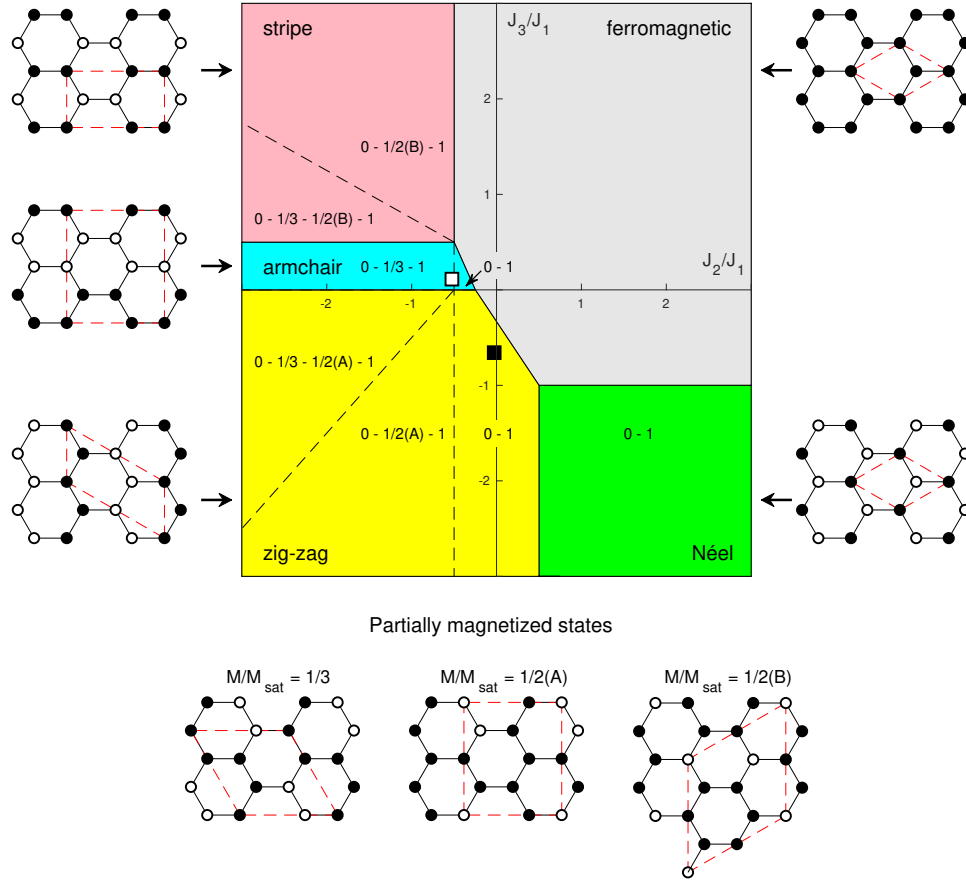 stripe
J3/J1
ferromagnetic
2
0 - 1/2(B) - 1
1
0 - 1/3 - 1/2(B) - 1
armchair
0 - 1/3 - 1
0 - 1
J2/J1
-2
-1
1
2
0 - 1/3 - 1/2(A) - 1
-1
0 - 1/2(A) - 1
0 - 1
0 - 1
-2
zig-zag
Néel
Partially magnetized states
M/Msat = 1/3
M/Msat = 1/2(A)
M/Msat = 1/2(B)